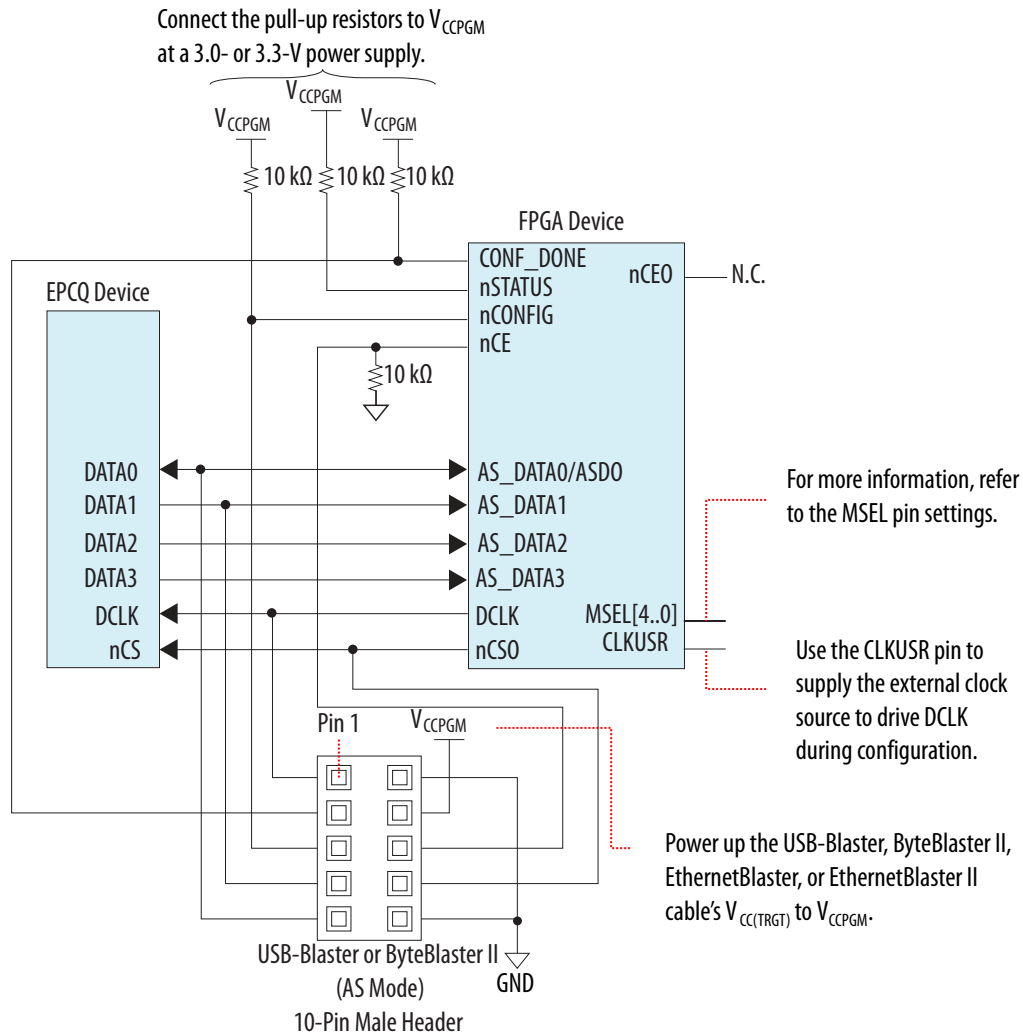 Connect the pull-up resistors to VCCPGM
at a 3.0- or 3.3-V power supply.
VCCPGM
VCCPGM
VCCPGM
10 kΩ
10 kΩ
10 kΩ
FPGA Device
CONF_DONE
nSTATUS
nCONFIG
nCE
nCEO
N.C.
EPCQ Device
10 kΩ
DATA0
DATA1
DATA2
DATA3
DCLK
nCS
AS_DATA0/ASDO
AS_DATA1
AS_DATA2
AS_DATA3
DCLK
nCSO
MSEL[4..0]
CLKUSR
For more information, refer
to the MSEL pin settings.
Use the CLKUSR pin to
supply the external clock
source to drive DCLK
during configuration.
Pin 1
VCCPGM
Power up the USB-Blaster, ByteBlaster II,
EthernetBlaster, or EthernetBlaster II
cable's VCC(TRGT) to VCCPGM.
USB-Blaster or ByteBlaster II
(AS Mode)
10-Pin Male Header
GND